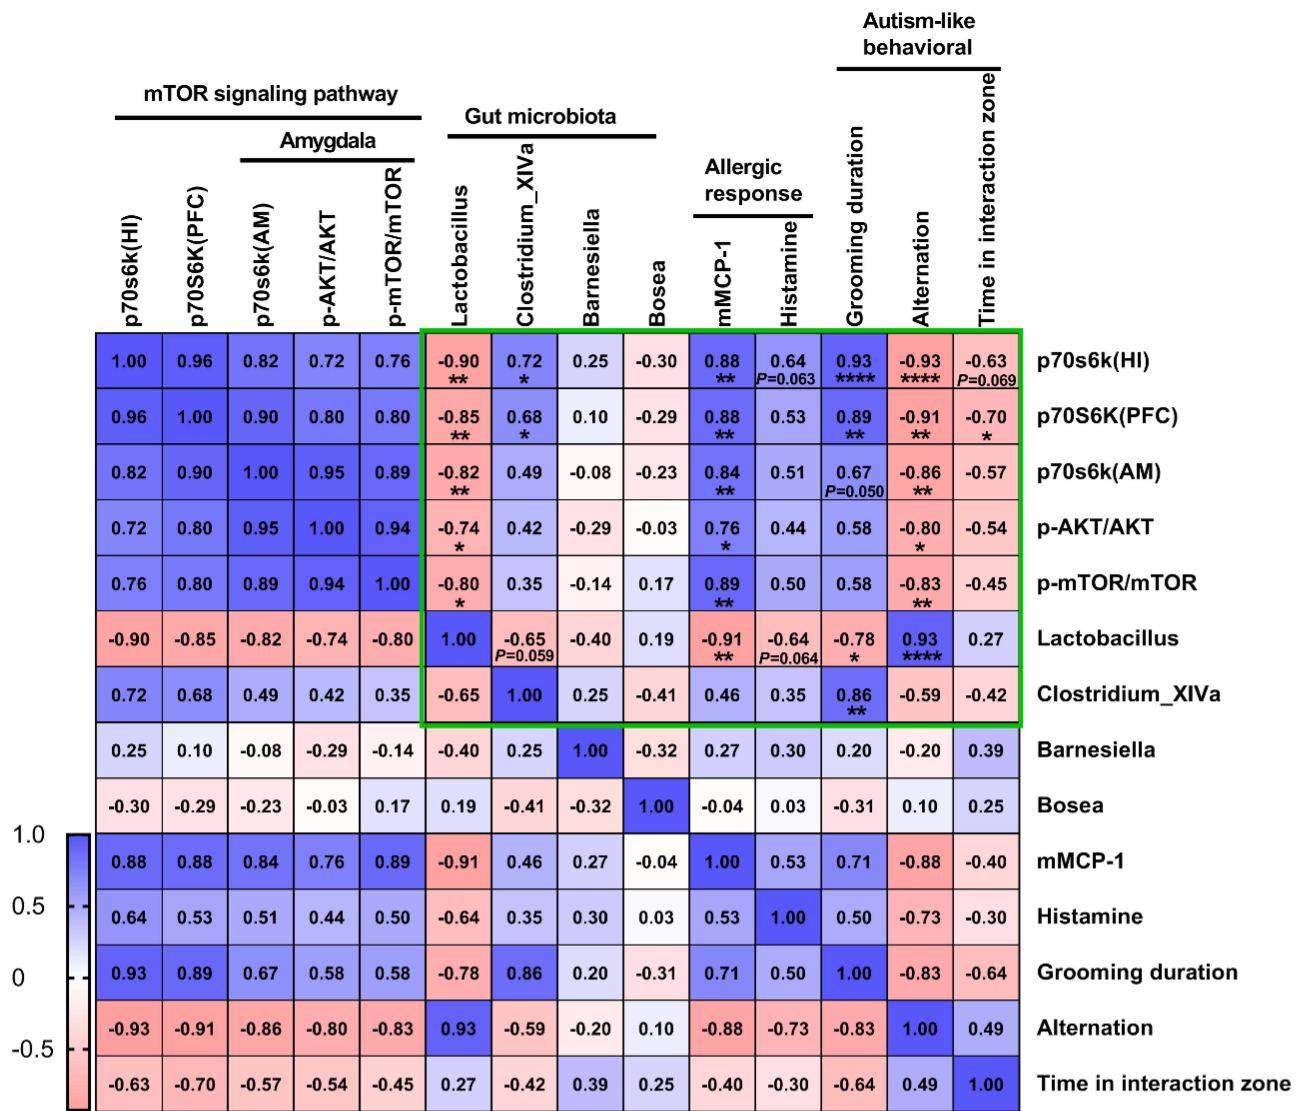 Autism-like
behavioral
mTOR signaling pathway
Gut microbiota
Amygdala
Allergic
response
p70s6k(HI)
p70S6K(PFC)
p70s6k(AM)
p-AKT/AKT
p-mTOR/mTOR
Lactobacillus
Clostridium_XIVa
Barnesiella
Bosea
mMCP-1
Histamine
Grooming duration
Alternation
Time in interaction zone
1.00 0.96 0.82 0.72 0.76 -0.90 0.72 0.25 -0.30 0.88 0.64 0.93 -0.93 -0.63 p70s6k(HI)
** * ** P=0.063 **** **** P=0.069
0.96 1.00 0.90 0.80 0.80 -0.85 0.68 0.10 -0.29 0.88 0.53 0.89 -0.91 -0.70 p70S6K(PFC)
** * ** ** ** *
0.82 0.90 1.00 0.95 0.89 -0.82 0.49 -0.08 -0.23 0.84 0.51 0.67 -0.86 -0.57 p70s6k(AM)
** ** P=0.050 **
0.72 0.80 0.95 1.00 0.94 -0.74 0.42 -0.29 -0.03 0.76 0.44 0.58 -0.80 -0.54 p-AKT/AKT
* * *
0.76 0.80 0.89 0.94 1.00 -0.80 0.35 -0.14 0.17 0.89 0.50 0.58 -0.83 -0.45 p-mTOR/mTOR
* ** **
-0.90 -0.85 -0.82 -0.74 -0.80 1.00 -0.65 -0.40 0.19 -0.91 -0.64 -0.78 0.93 0.27 Lactobacillus
P=0.059 ** P=0.064 * ****
0.72 0.68 0.49 0.42 0.35 -0.65 1.00 0.25 -0.41 0.46 0.35 0.86 -0.59 -0.42 Clostridium_XIVa
**
0.25 0.10 -0.08 -0.29 -0.14 -0.40 0.25 1.00 -0.32 0.27 0.30 0.20 -0.20 0.39 Barnesiella
-0.30 -0.29 -0.23 -0.03 0.17 0.19 -0.41 -0.32 1.00 -0.04 0.03 -0.31 0.10 0.25 Bosea
1.0
0.88 0.88 0.84 0.76 0.89 -0.91 0.46 0.27 -0.04 1.00 0.53 0.71 -0.88 -0.40 mMCP-1
0.5
0.64 0.53 0.51 0.44 0.50 -0.64 0.35 0.30 0.03 0.53 1.00 0.50 -0.73 -0.30 Histamine
0
0.93 0.89 0.67 0.58 0.58 -0.78 0.86 0.20 -0.31 0.71 0.50 1.00 -0.83 -0.64 Grooming duration
-0.93 -0.91 -0.86 -0.80 -0.83 0.93 -0.59 -0.20 0.10 -0.88 -0.73 -0.83 1.00 0.49 Alternation
-0.5
-0.63 -0.70 -0.57 -0.54 -0.45 0.27 -0.42 0.39 0.25 -0.40 -0.30 -0.64 0.49 1.00 Time in interaction zone